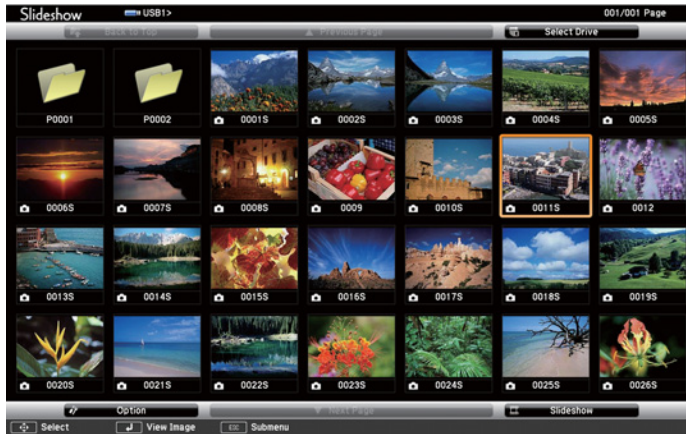 Slideshow USB1> 001/001 Page
Back to Top ▲ Previous Page Select Drive
P0001 P0002 0001S 0002S 0003S 0004S 0005S
0006S 0007S 0008S 0009 0010S 0011S 0012
0013S 0014S 0015S 0016S 0017S 0018S 0019S
0020S 0021S 0022S 0023S 0024S 0025S 0026S
Option ▼ Next Page Slideshow
Select View Image ESC Submenu